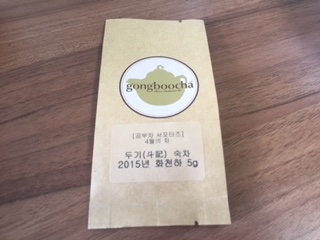 gongboochá
[공부차 서포터즈]
4월의 차
두기(斗記) 숙차
2015년 화천하 5g